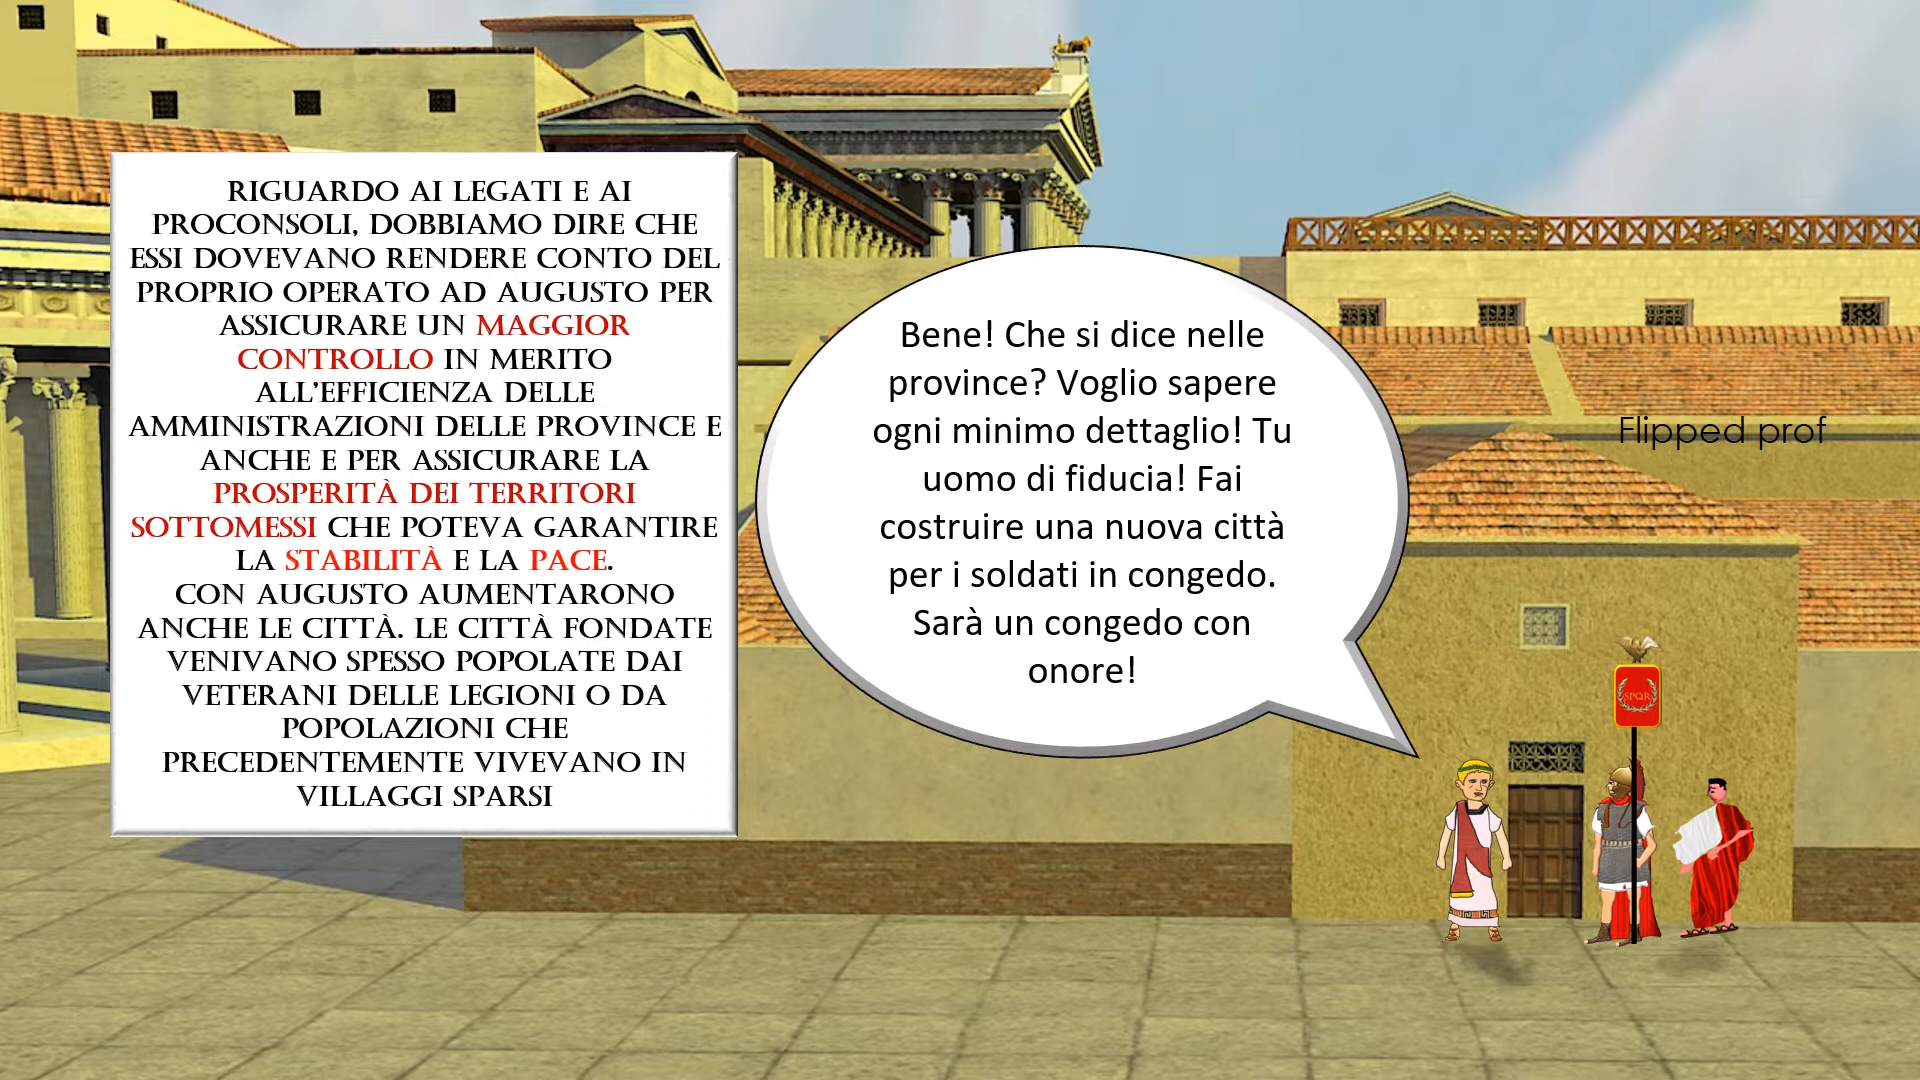 RIGUARDO AI LEGATI E AI
PROCONSOLI, DOBBIAMO DIRE CHE
ESSI DOVEVANO RENDERE CONTO DEL
PROPRIO OPERATO AD AUGUSTO PER
ASSICURARE UN MAGGIOR
CONTROLLO IN MERITO
ALL'EFFICIENZA DELLE
AMMINISTRAZIONI DELLE PROVINCE E
ANCHE E PER ASSICURARE LA
PROSPERITÀ DEI TERRITORI
SOTTOMESSI CHE POTEVA GARANTIRE
LA STABILITÀ E LA PACE.
CON AUGUSTO AUMENTARONO
ANCHE LE CITTÀ. LE CITTÀ FONDATE
VENIVANO SPESSO POPOLATE DAI
VETERANI DELLE LEGIONI O DA
POPOLAZIONI CHE
PRECEDENTEMENTE VIVEVANO IN
VILLAGGI SPARSI
Bene! Che si dice nelle
province? Voglio sapere
ogni minimo dettaglio! Tu
uomo di fiducia! Fai
costruire una nuova città
per i soldati in congedo.
Sarà un congedo con
onore!
Flipped prof
SPQR